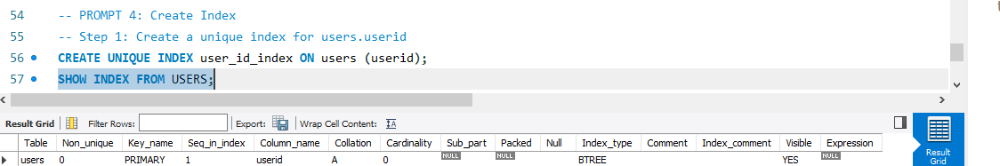 54 -- PROMPT 4: Create Index
55 -- Step 1: Create a unique index for users.userid
56 CREATE UNIQUE INDEX user_id_index ON users (userid);
57 SHOW INDEX FROM USERS;
Result Grid Filter Rows: Export: Wrap Cell Content: IA
Table Non_unique Key_name Seq_in_index Column_name Collation Cardinality Sub_part Packed Null Index_type Comment Index_comment Visible Expression
users 0 PRIMARY 1 userid A 0 NULL NULL BTREE YES NULL
Result
Grid